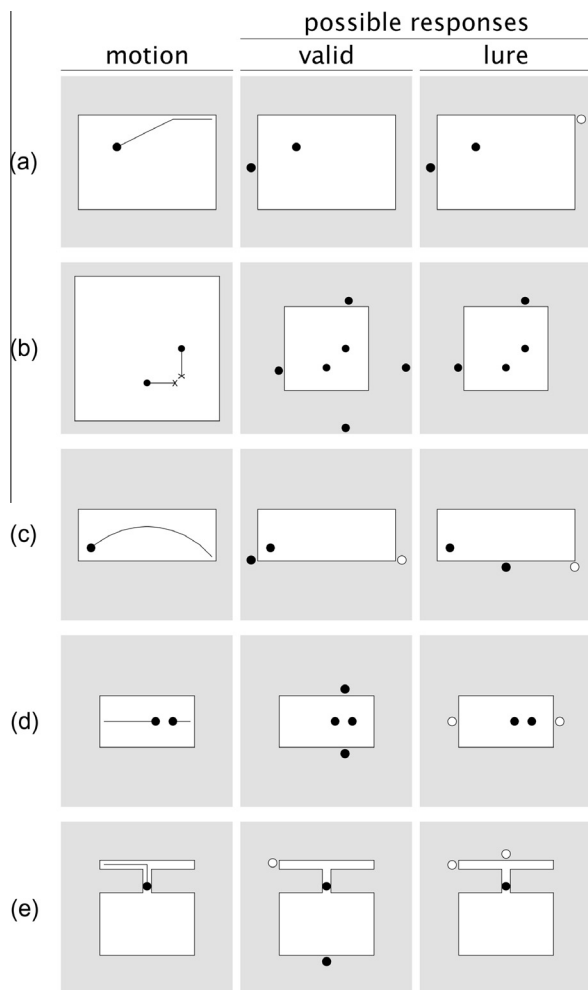 possible responses
motion valid lure
(a)
(b)
(c)
(d)
(e)